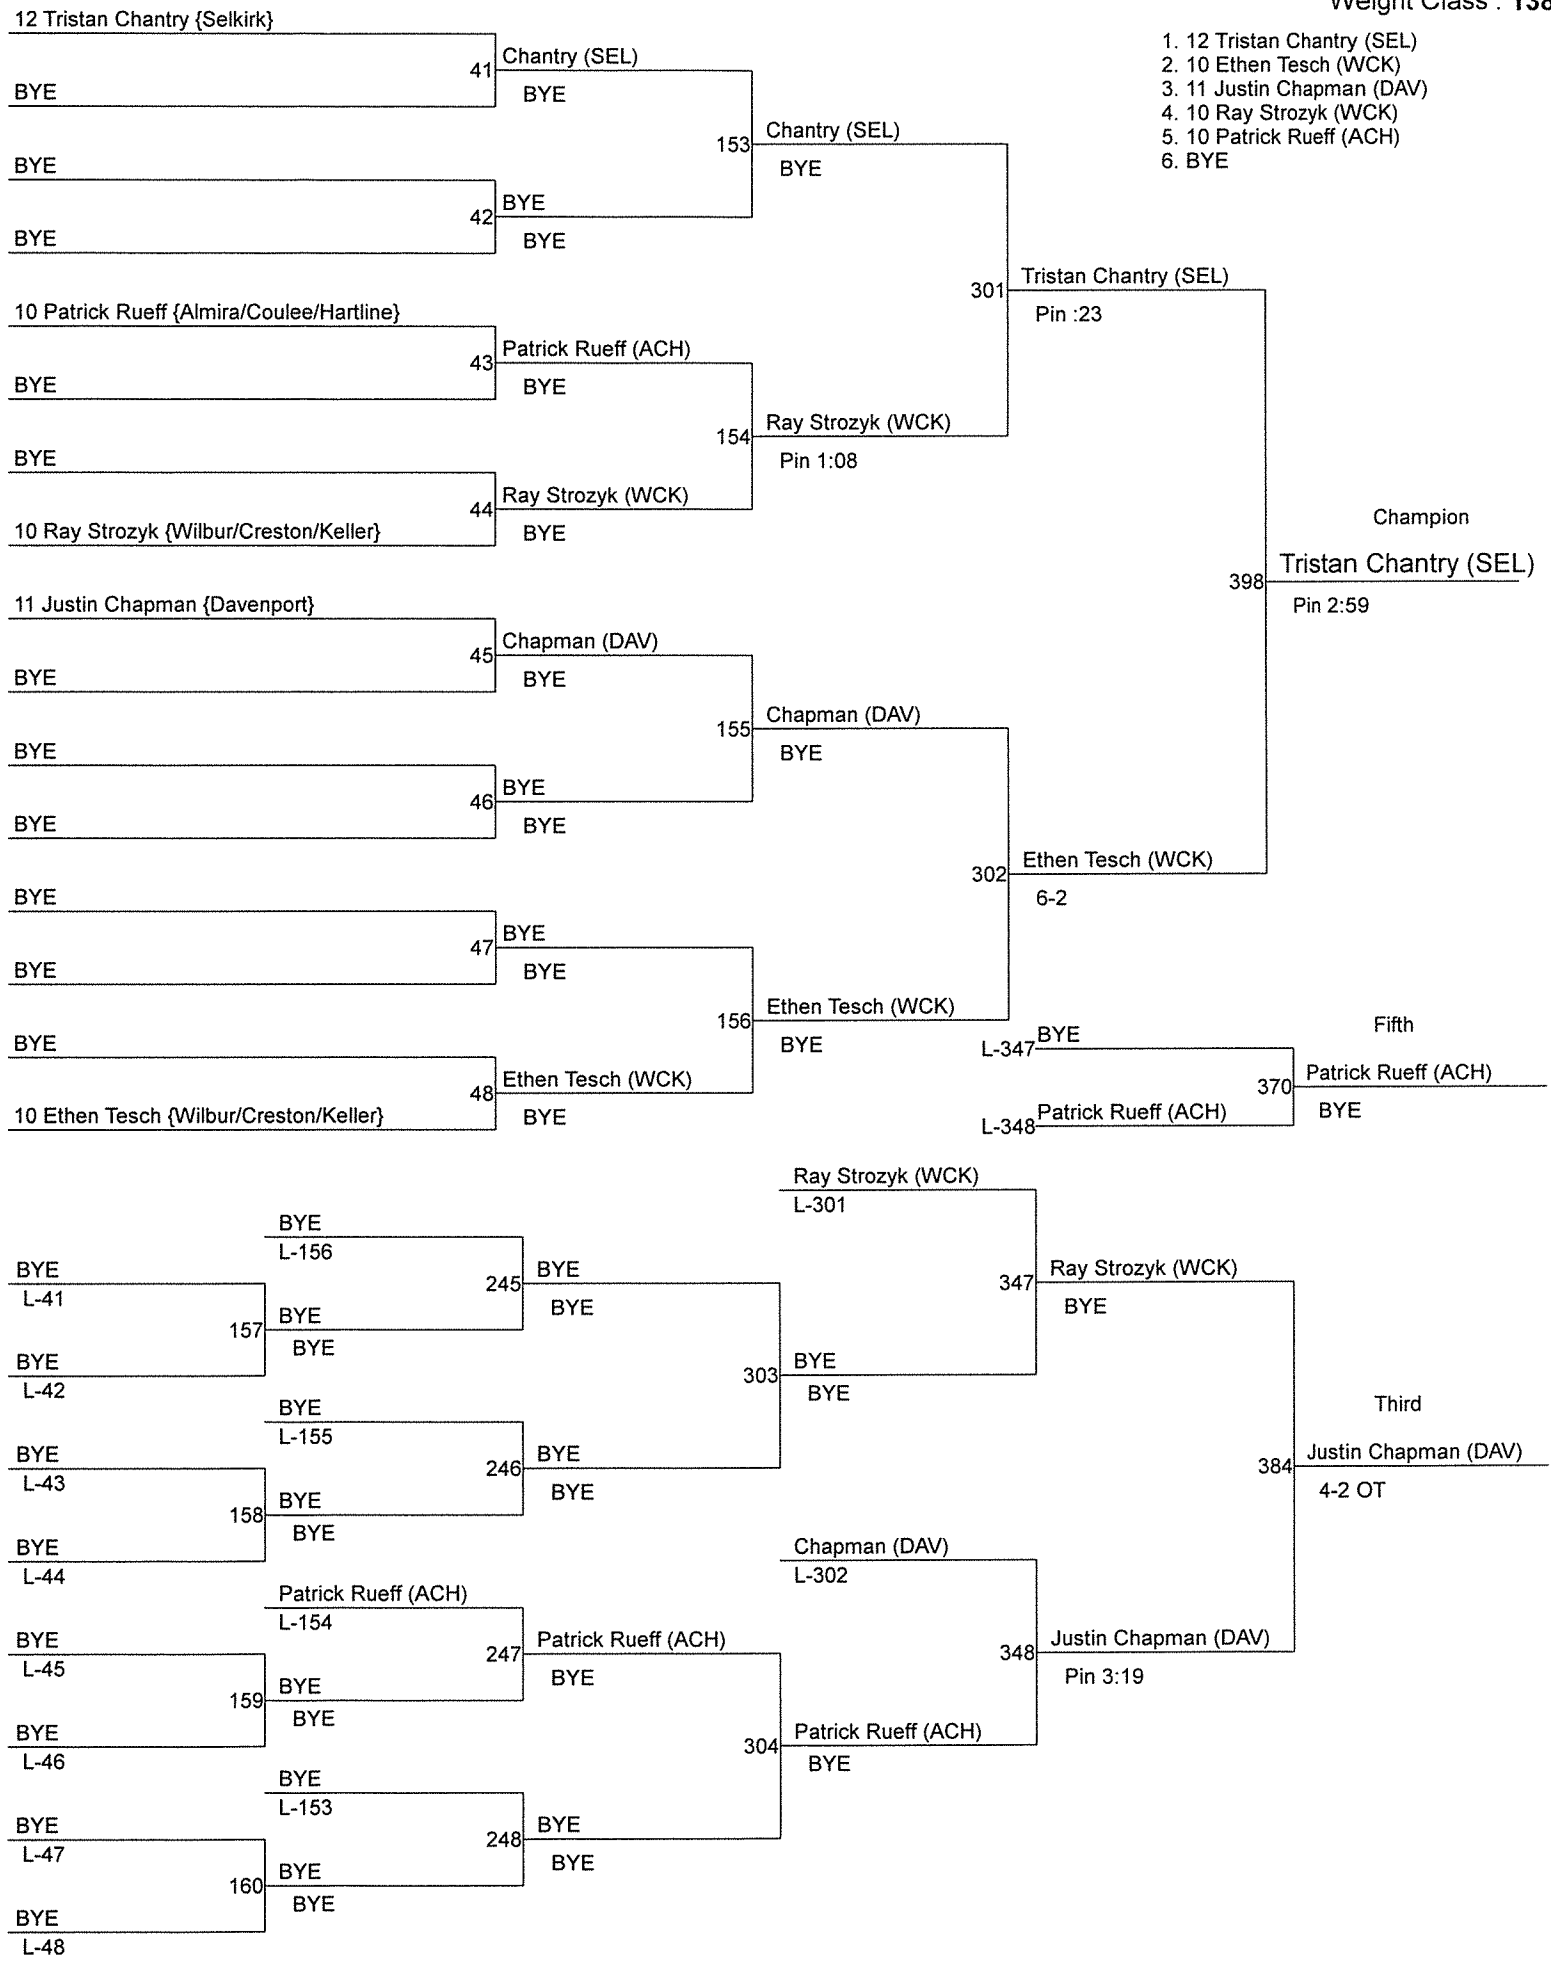 Weight Class : 138
1. 12 Tristan Chantry (SEL)
2. 10 Ethen Tesch (WCK)
3. 11 Justin Chapman (DAV)
4. 10 Ray Strozyk (WCK)
5. 10 Patrick Rueff (ACH)
6. BYE
12 Tristan Chantry {Selkirk}
BYE
41
Chantry (SEL)
BYE
BYE
BYE
42
BYE
BYE
153
Chantry (SEL)
BYE
10 Patrick Rueff {Almira/Coulee/Hartline}
BYE
43
Patrick Rueff (ACH)
BYE
BYE
10 Ray Strozyk {Wilbur/Creston/Keller}
44
Ray Strozyk (WCK)
BYE
154
Ray Strozyk (WCK)
Pin 1:08
301
Tristan Chantry (SEL)
Pin :23
11 Justin Chapman {Davenport}
BYE
45
Chapman (DAV)
BYE
BYE
BYE
46
BYE
BYE
155
Chapman (DAV)
BYE
BYE
BYE
47
BYE
BYE
BYE
10 Ethen Tesch {Wilbur/Creston/Keller}
48
Ethen Tesch (WCK)
BYE
156
Ethen Tesch (WCK)
BYE
302
Ethen Tesch (WCK)
6-2
Champion
398
Tristan Chantry (SEL)
Pin 2:59
Fifth
BYE
L-347
Patrick Rueff (ACH)
L-348
370
Patrick Rueff (ACH)
BYE
Ray Strozyk (WCK)
L-301
BYE
L-156
BYE
L-41
BYE
L-42
157
BYE
BYE
245
BYE
BYE
BYE
L-155
BYE
L-43
BYE
L-44
158
BYE
BYE
246
BYE
BYE
303
BYE
BYE
347
Ray Strozyk (WCK)
BYE
Chapman (DAV)
L-302
Patrick Rueff (ACH)
L-154
BYE
L-45
BYE
L-46
159
BYE
BYE
247
Patrick Rueff (ACH)
BYE
BYE
L-153
BYE
L-47
BYE
L-48
160
BYE
BYE
248
BYE
BYE
304
Patrick Rueff (ACH)
BYE
348
Justin Chapman (DAV)
Pin 3:19
Third
384
Justin Chapman (DAV)
4-2 OT